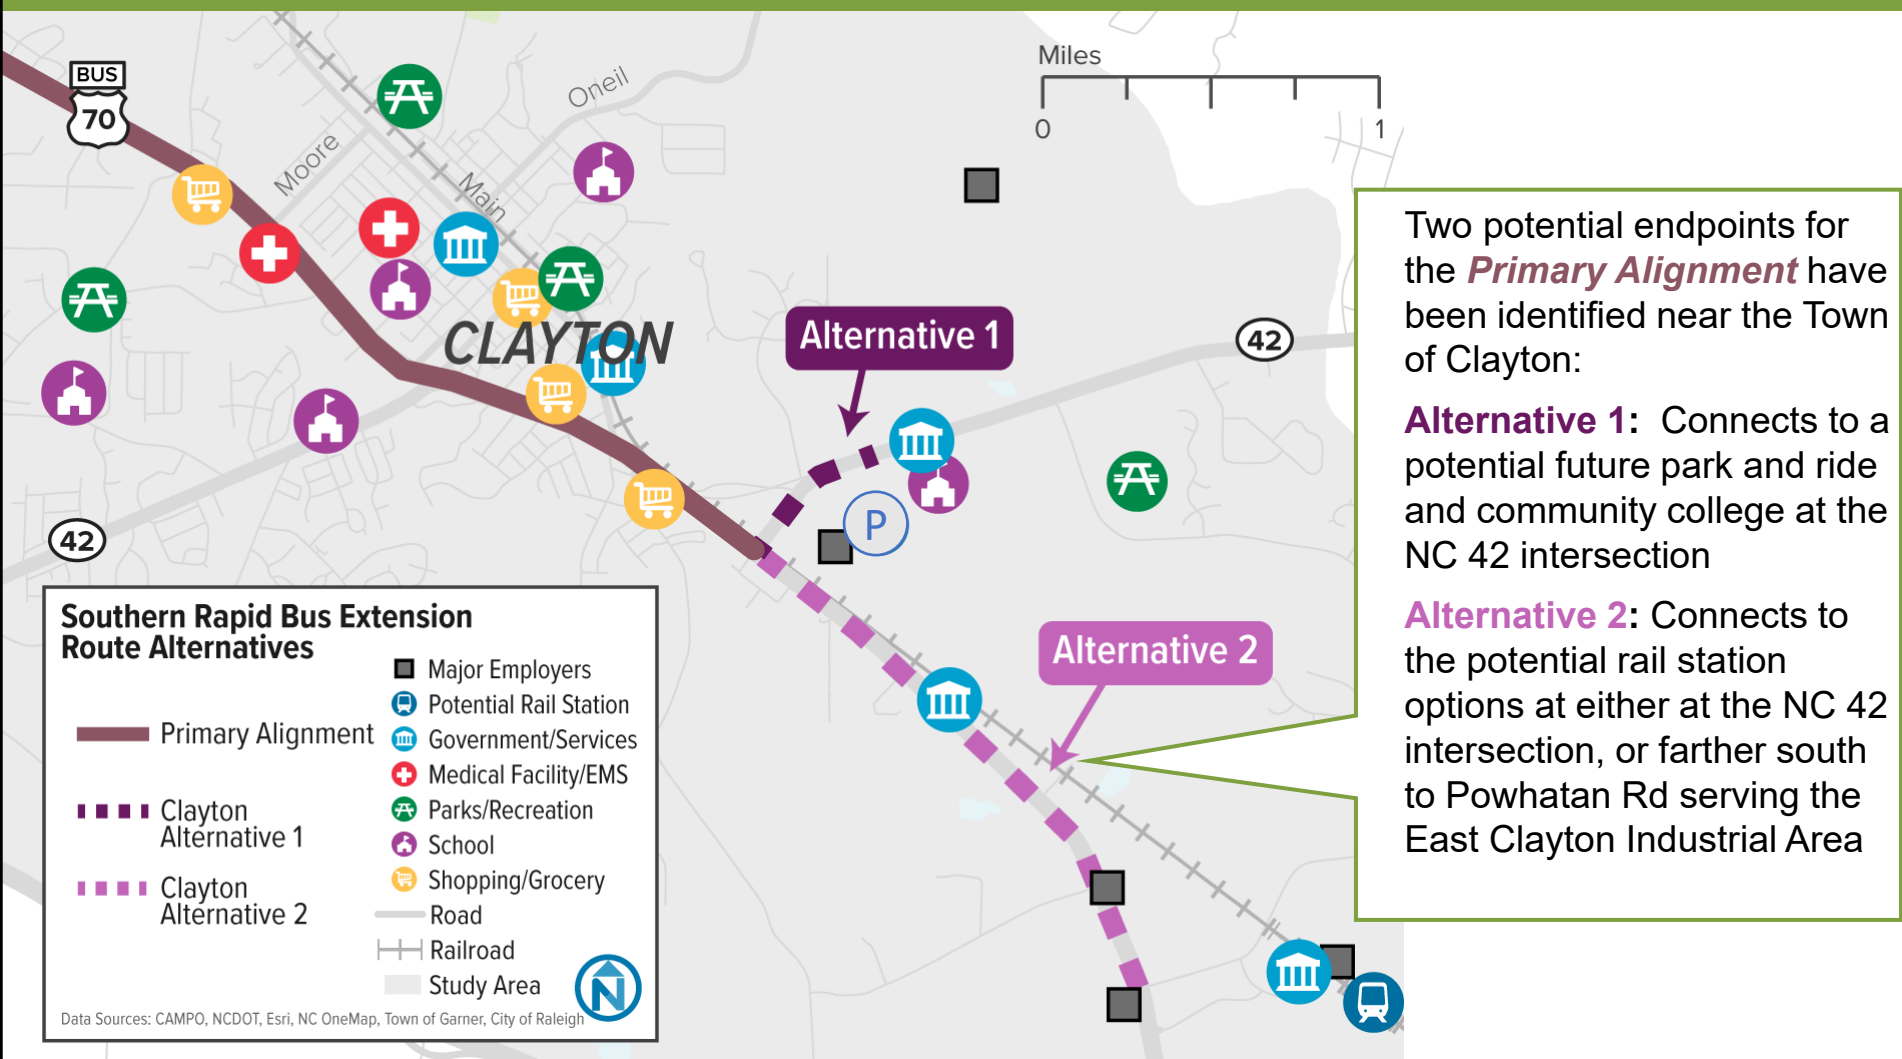 BUS
70
Moore
Main
Oneil
Miles
0
1
CLAYTON
Alternative 1
42
42
P
Alternative 2
Southern Rapid Bus Extension
Route Alternatives
Primary Alignment
Clayton
Alternative 1
Clayton
Alternative 2
Major Employers
Potential Rail Station
Government/Services
Medical Facility/EMS
Parks/Recreation
School
Shopping/Grocery
Road
Railroad
Study Area
N
Data Sources: CAMPO, NCDOT, Esri, NC OneMap, Town of Garner, City of Raleigh
Two potential endpoints for
the Primary Alignment have
been identified near the Town
of Clayton:
Alternative 1: Connects to a
potential future park and ride
and community college at the
NC 42 intersection
Alternative 2: Connects to
the potential rail station
options at either at the NC 42
intersection, or farther south
to Powhatan Rd serving the
East Clayton Industrial Area